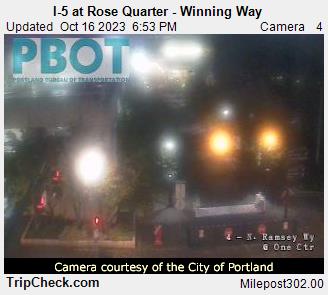 I-5 at Rose Quarter - Winning Way
Updated Oct 16 2023 6:53 PM Camera 4
PBOT
PORTLAND BUREAU OF TRANSPORTATION
4 - N. Ramsey Wy
@ One Ctr
Camera courtesy of the City of Portland
TripCheck.com Milepost302.00